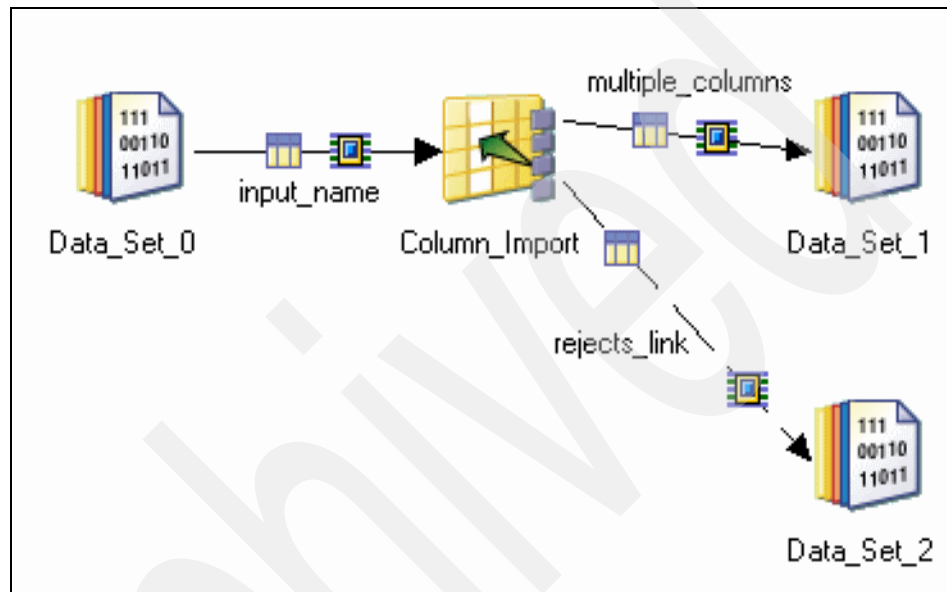 multiple_columns
111
00110
11011
111
00110
11011
input_name
Data_Set_0
Column_Import
Data_Set_1
rejects_link
111
00110
11011
Data_Set_2